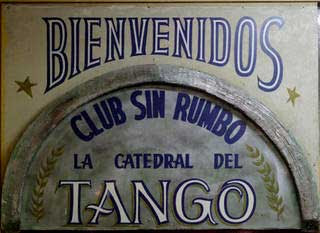 BIENVENIDOS
CLUB SIN RUMBO
LA CATEDRAL DEL
TANGO